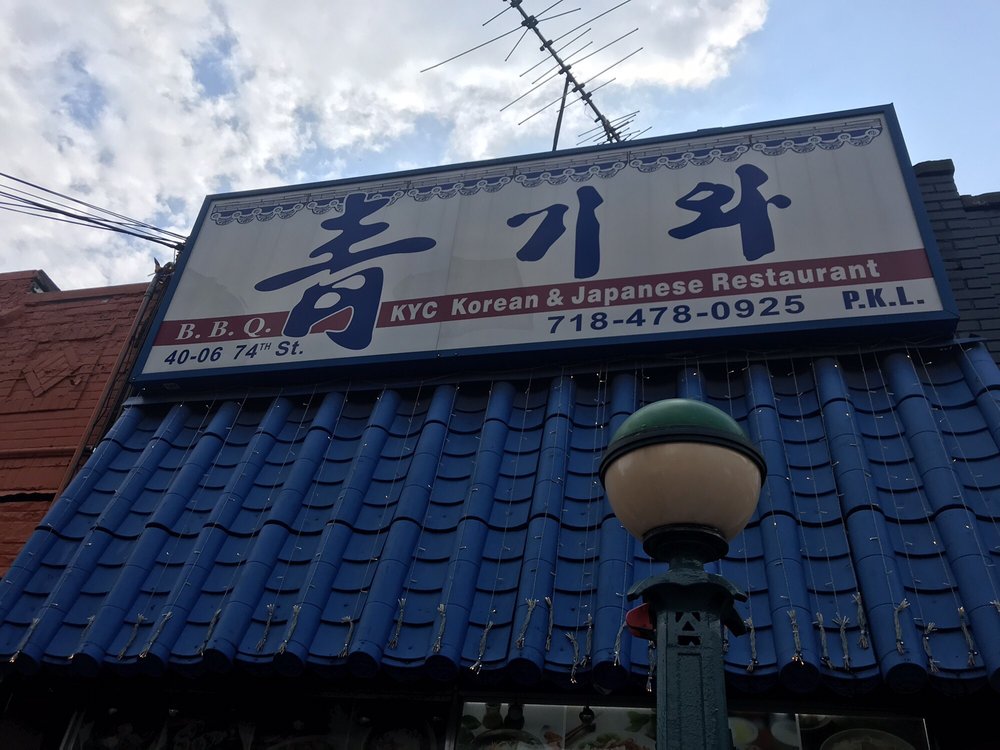 青기와
B. B. Q. KYC Korean & Japanese Restaurant
40-06 74TH St. 718-478-0925 P.K.L.